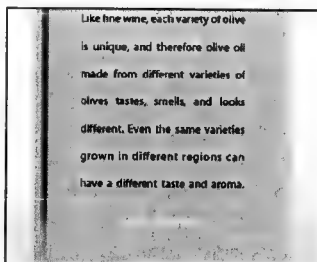 Like fine wine, each variety of olive
is unique, and therefore olive oil
made from different varieties of
olives tastes, smells, and looks
different. Even the same varieties
grown in different regions can
have a different taste and aroma.